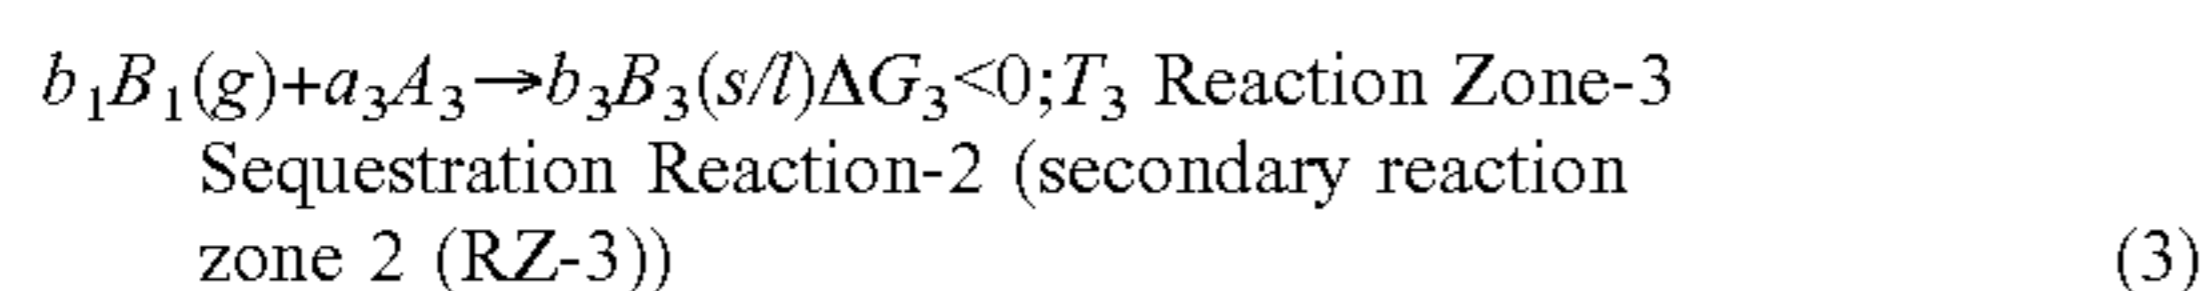 b₁B₁(g)+a₃A₃→b₃B₃(s/l)ΔG₃<0;T₃ Reaction Zone-3
Sequestration Reaction-2 (secondary reaction
zone 2 (RZ-3)) (3)